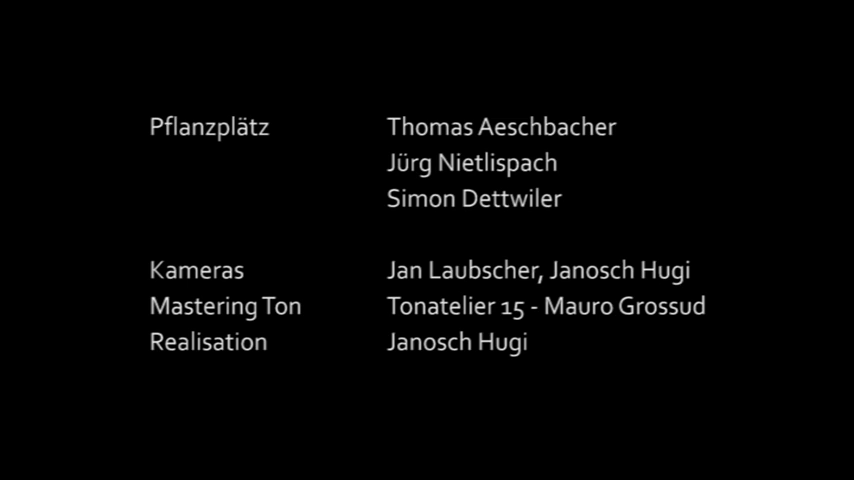 Pflanzplätz Thomas Aeschbacher
Jürg Nietlispach
Simon Dettwiler
Kameras Jan Laubscher, Janosch Hugi
Mastering Ton Tonatelier 15 - Mauro Grossud
Realisation Janosch Hugi